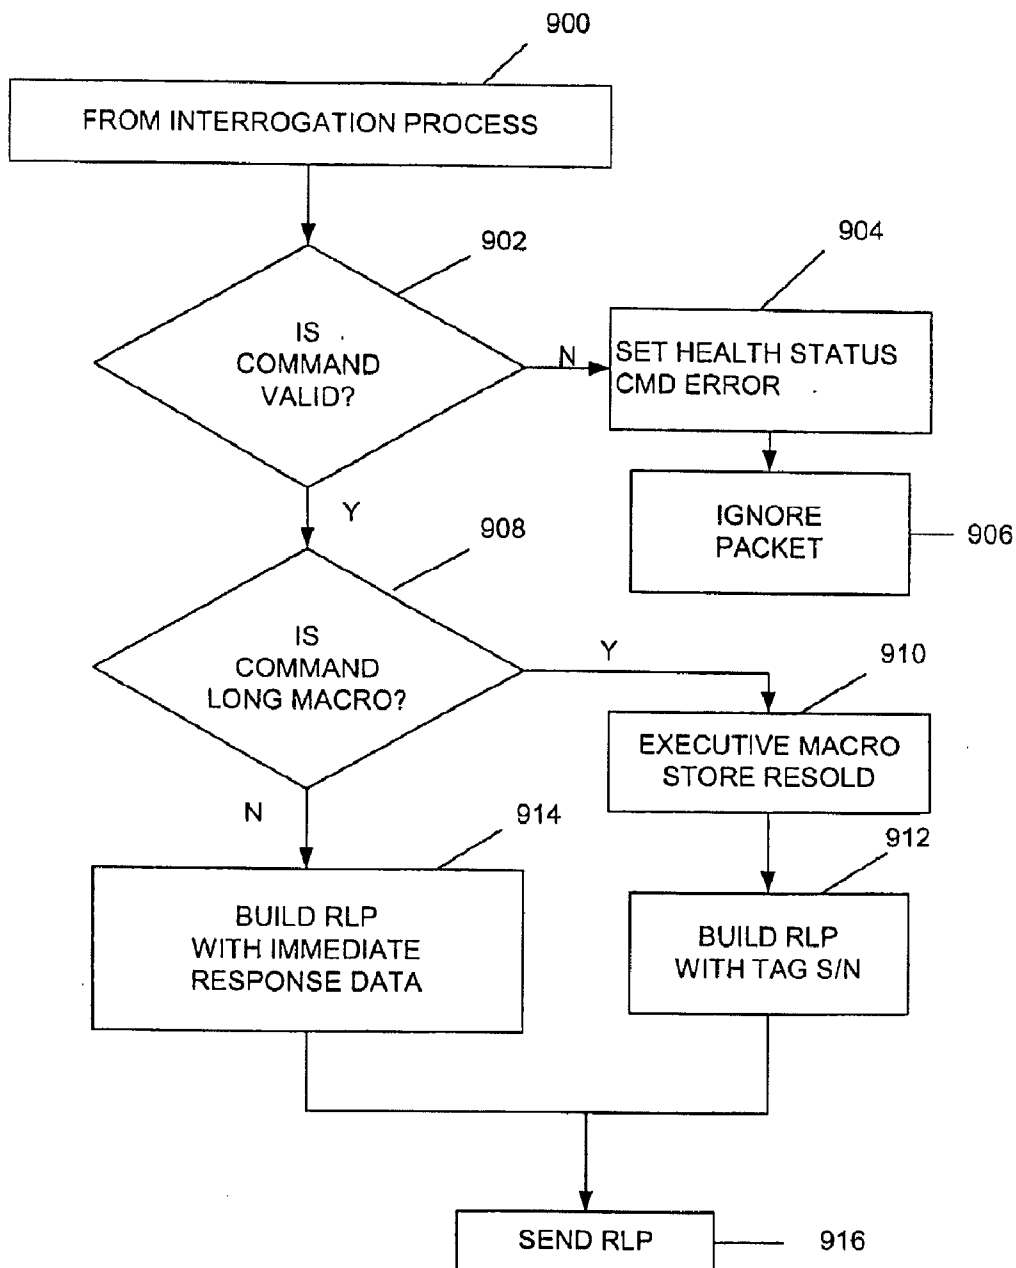 900
FROM INTERROGATION PROCESS
902
IS
COMMAND
VALID?
N
904
SET HEALTH STATUS
CMD ERROR
Y
IGNORE
PACKET
906
908
IS
COMMAND
LONG MACRO?
Y
910
EXECUTIVE MACRO
STORE RESOLD
N
914
BUILD RLP
WITH IMMEDIATE
RESPONSE DATA
912
BUILD RLP
WITH TAG S/N
SEND RLP
916